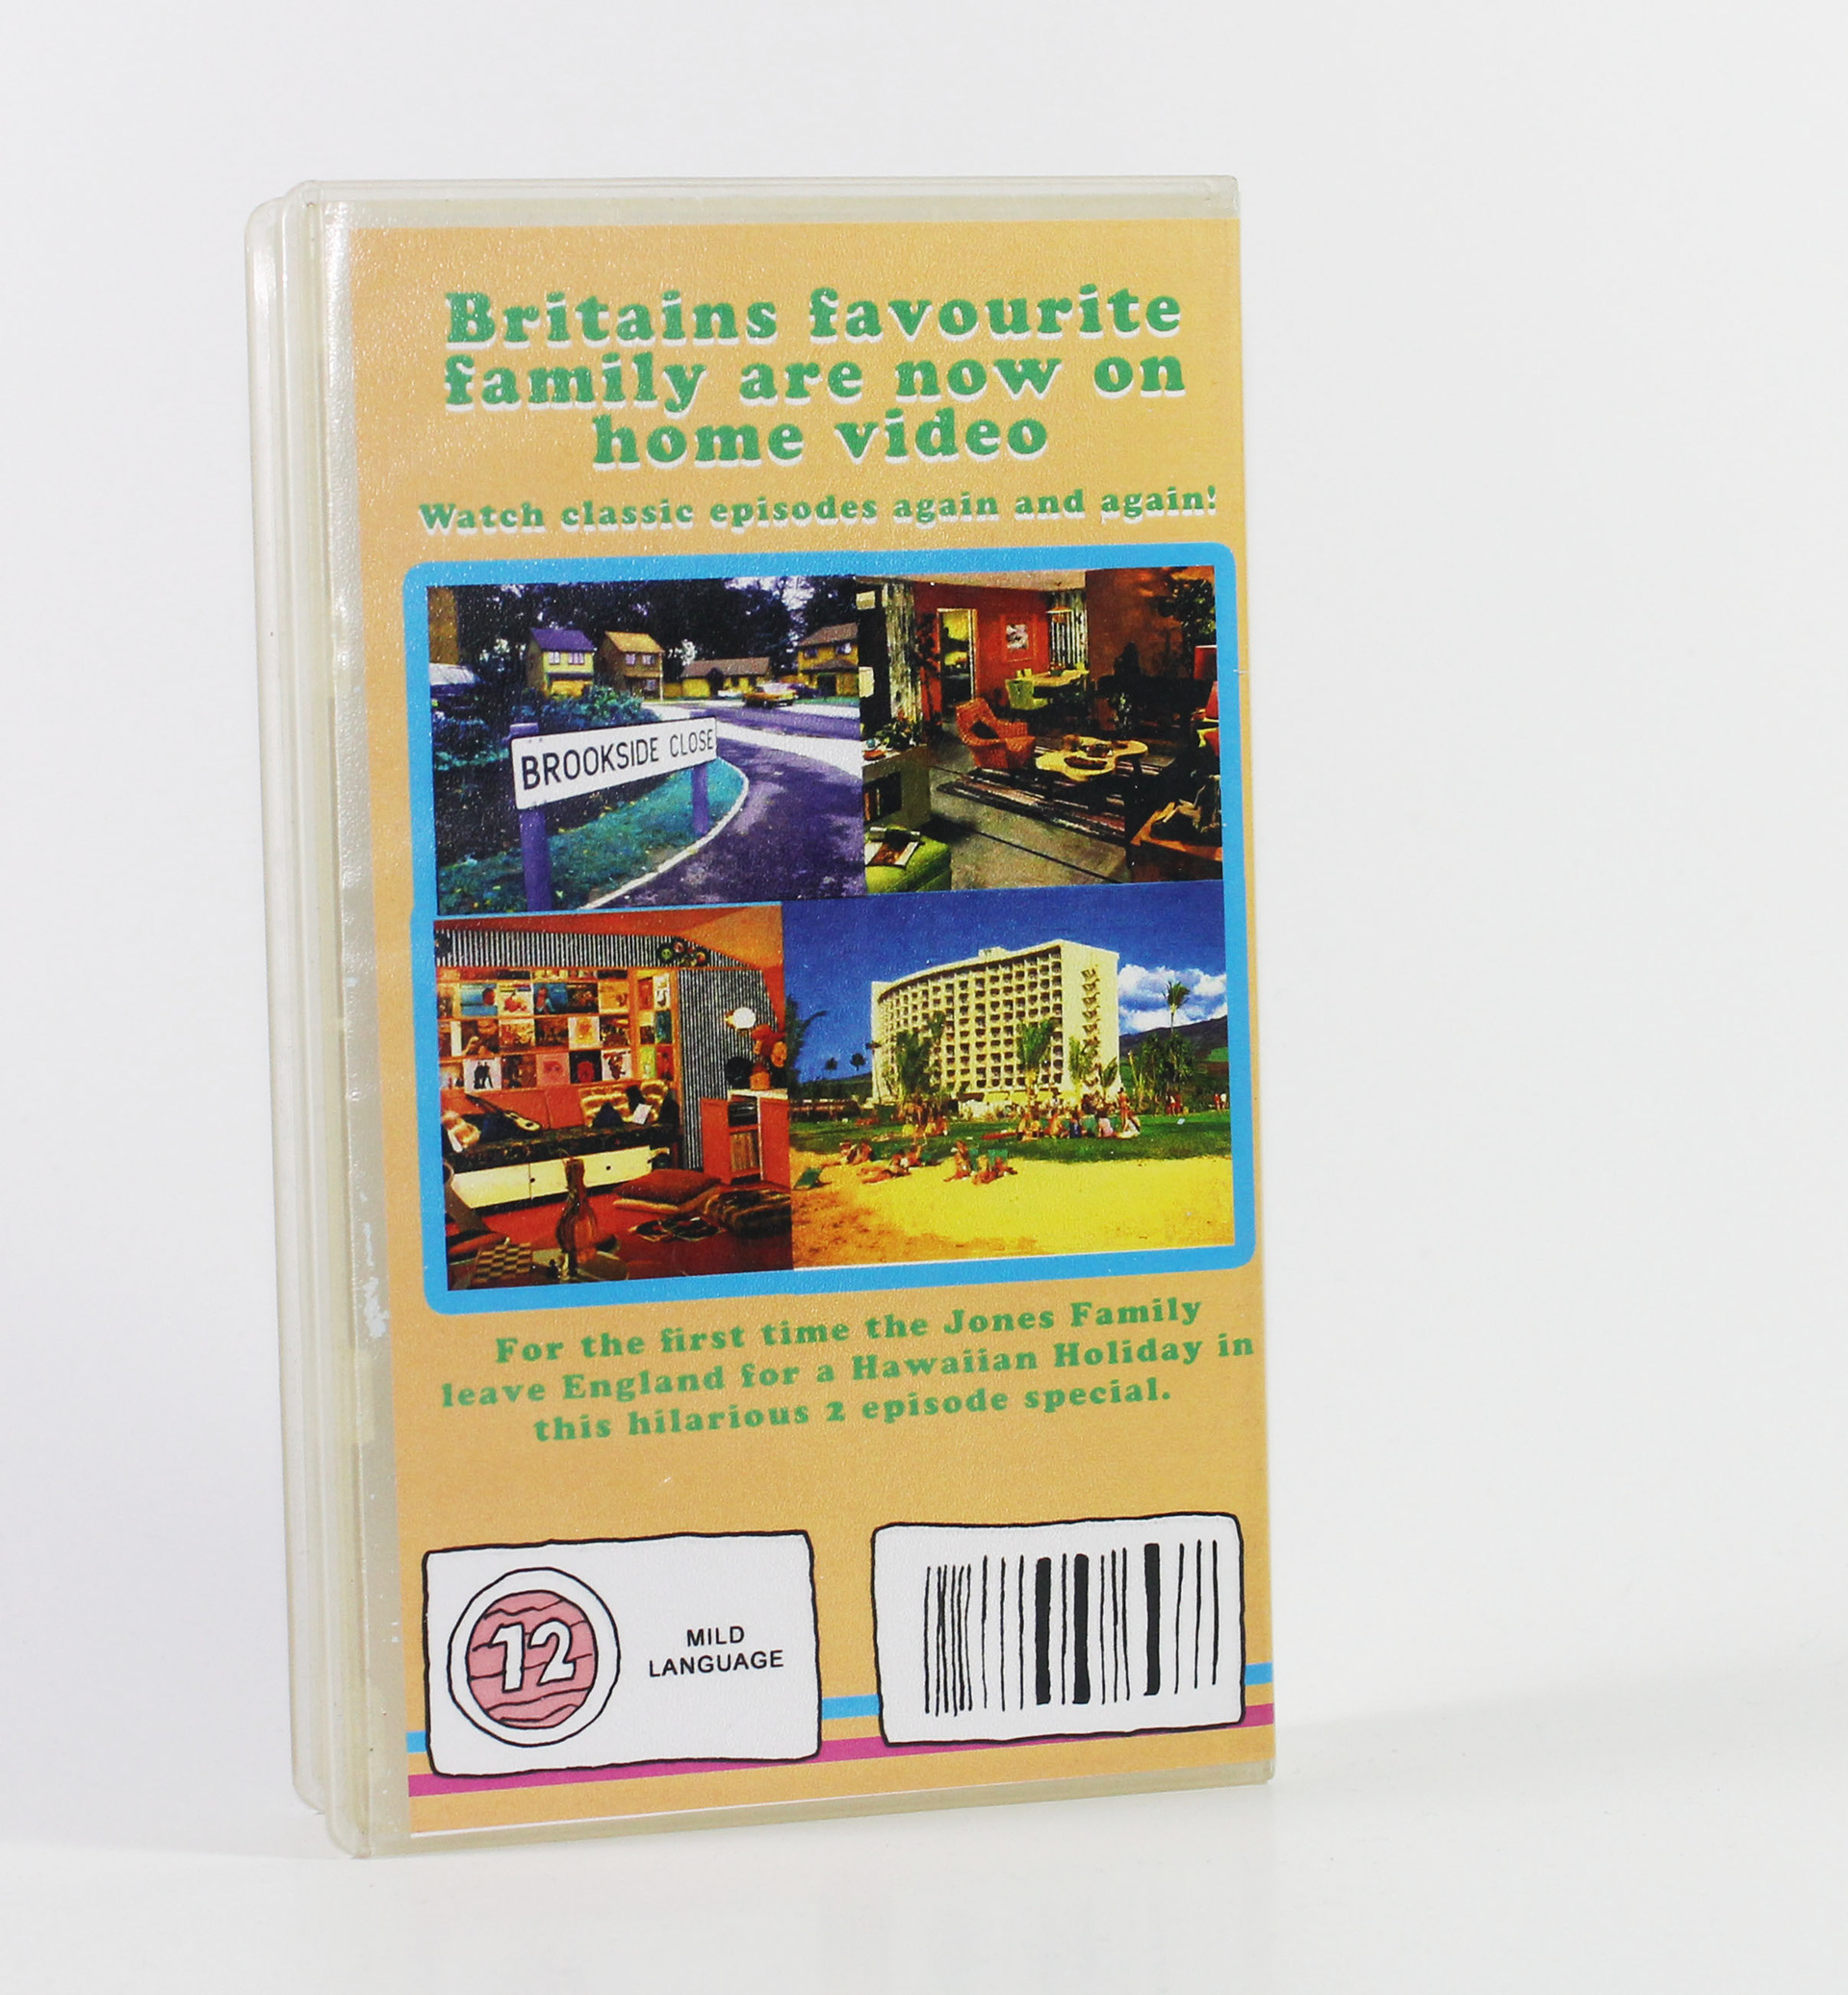 Britains favourite
family are now on
home video
Watch classic episodes again and again!
BROOKSIDE CLOSE
For the first time the Jones Family
leave England for a Hawaiian Holiday in
this hilarious 2 episode special.
12
MILD
LANGUAGE